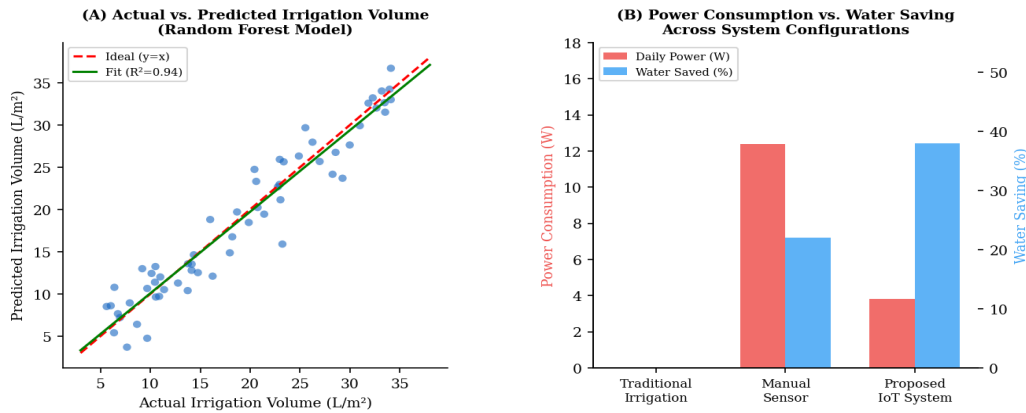 (A) Actual vs. Predicted Irrigation Volume
(Random Forest Model)
Ideal (y=x)
Fit (R²=0.94)
Predicted Irrigation Volume (L/m²)
35
30
25
20
15
10
5
5
10
15
20
25
30
35
Actual Irrigation Volume (L/m²)
(B) Power Consumption vs. Water Saving
Across System Configurations
Daily Power (W)
Water Saved (%)
Power Consumption (W)
18
16
14
12
10
8
6
4
2
0
50
40
30
20
10
0
Water Saving (%)
Traditional
Irrigation
Manual
Sensor
Proposed
IoT System